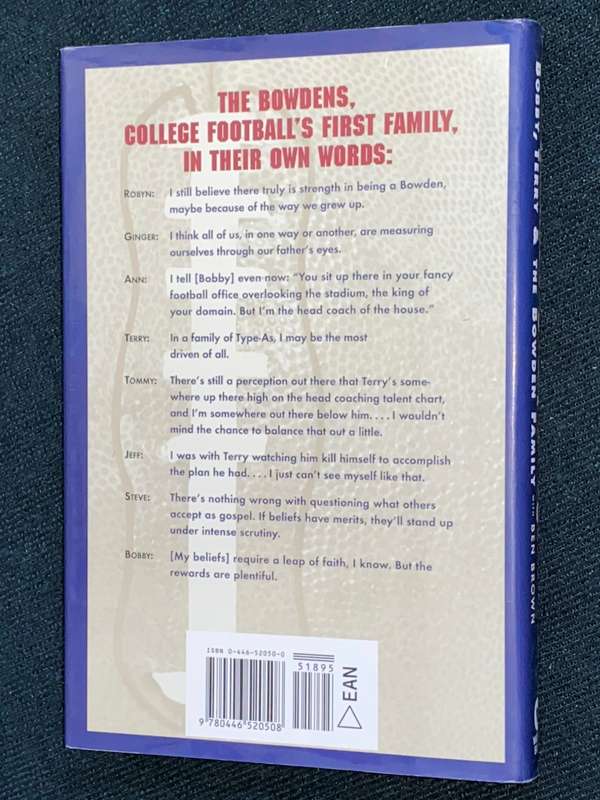 THE BOWDENS,
COLLEGE FOOTBALL'S FIRST FAMILY,
IN THEIR OWN WORDS:
ROBYN: I still believe there truly is strength in being a Bowden,
maybe because of the way we grew up.
GINGER: I think all of us, in one way or another, are measuring
ourselves through our father's eyes.
ANN: I tell [Bobby] even now: “You sit up there in your fancy
football office overlooking the stadium, the king of
your domain. But I'm the head coach of the house.”
TERRY: In a family of Type-As, I may be the most
driven of all.
TOMMY: There's still a perception out there that Terry's some-
where up there high on the head coaching talent chart,
and I'm somewhere out there below him. . . . I wouldn't
mind the chance to balance that out a little.
JEFF: I was with Terry watching him kill himself to accomplish
the plan he had. . . . I just can't see myself like that.
STEVE: There's nothing wrong with questioning what others
accept as gospel. If beliefs have merits, they'll stand up
under intense scrutiny.
BOBBY: [My beliefs] require a leap of faith, I know. But the
rewards are plentiful.
ISBN 0-446-52050-0
51895
9 780446 520508
EAN
BOBBY, TERRY & THE BOWDEN FAMILY WITH BEN BROWN